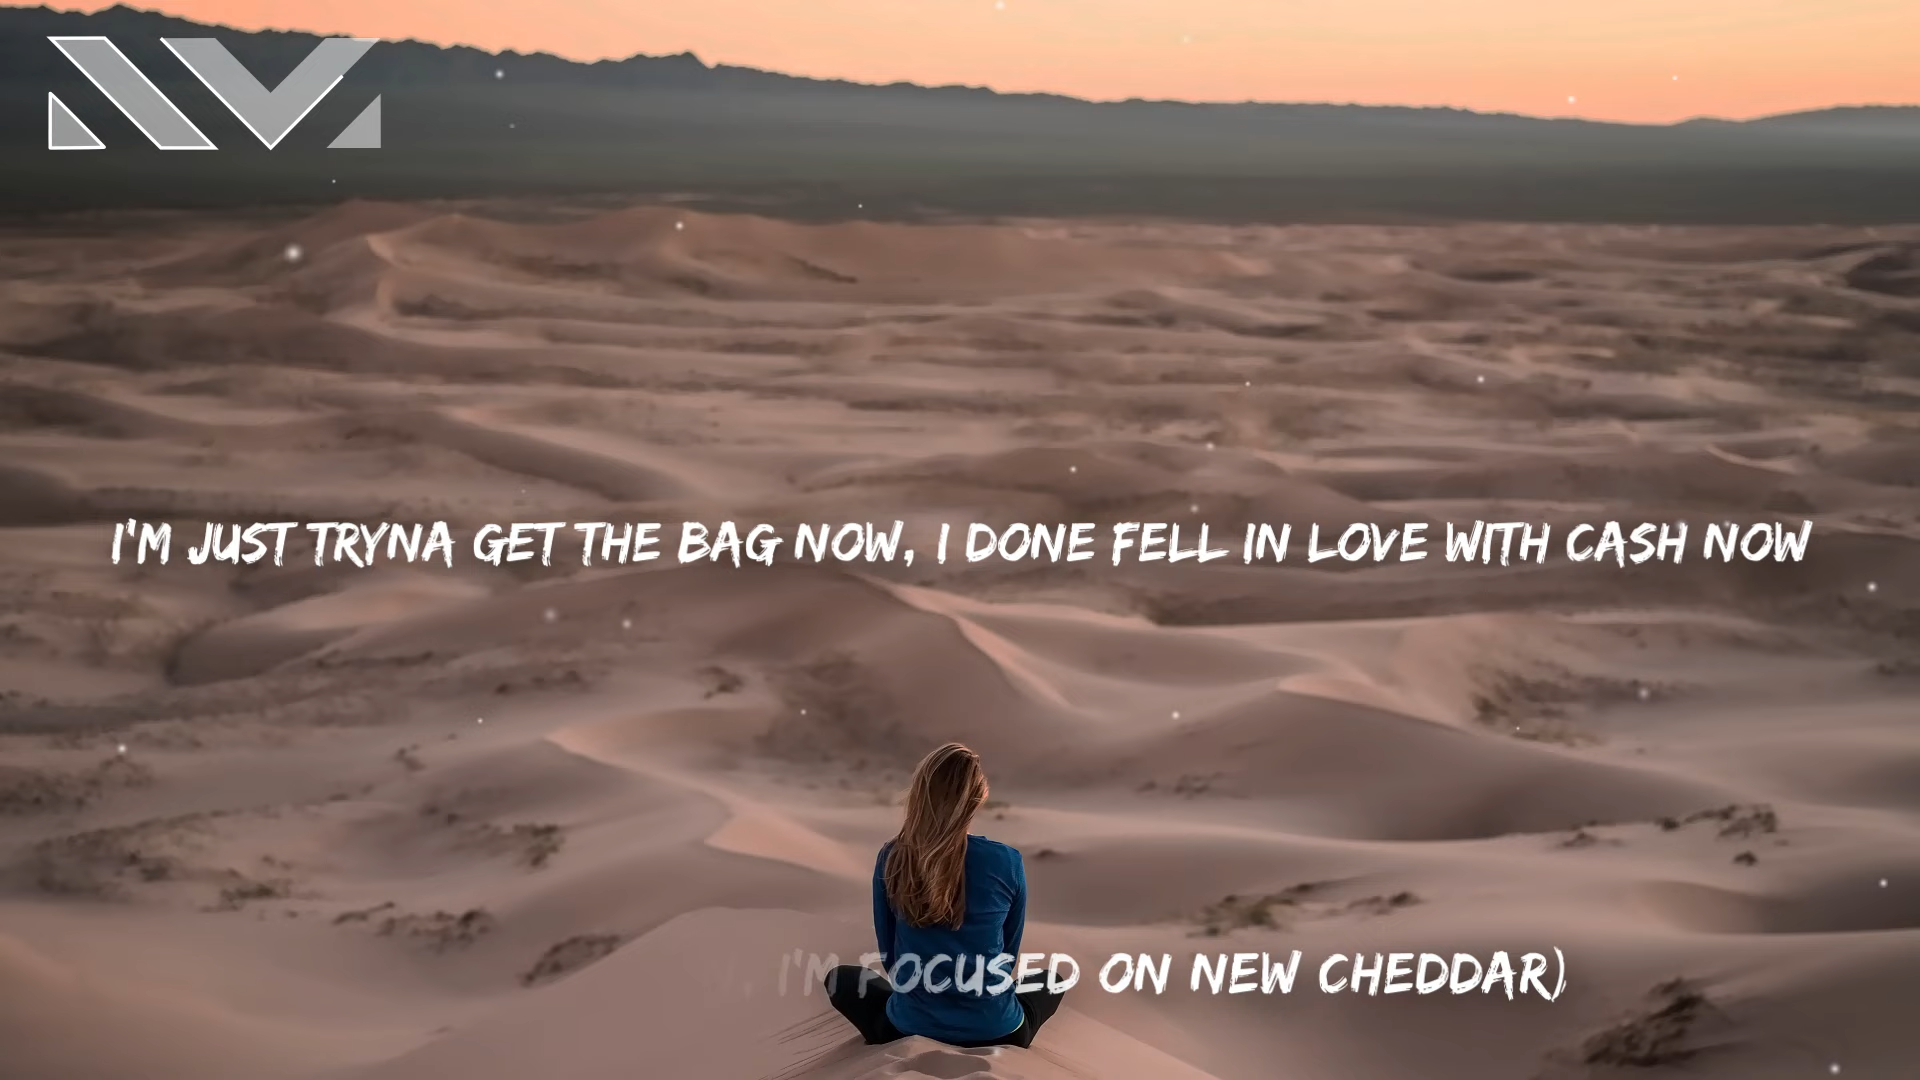 I'M JUST TRYNA GET THE BAG NOW, I DONE FELL IN LOVE WITH CASH NOW
I'M FOCUSED ON NEW CHEDDAR)